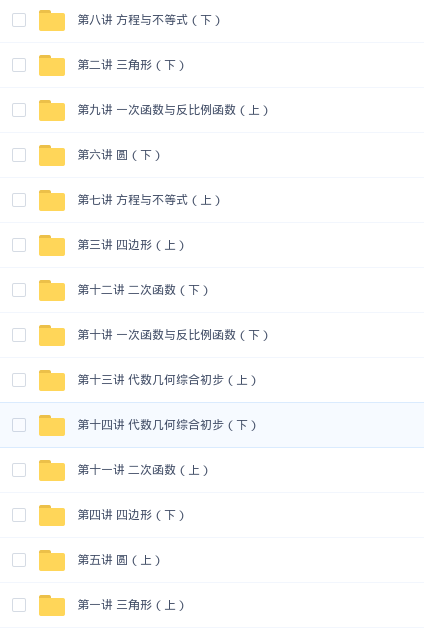 第八讲 方程与不等式（下）
第二讲 三角形（下）
第九讲 一次函数与反比例函数（上）
第六讲 圆（下）
第七讲 方程与不等式（上）
第三讲 四边形（上）
第十二讲 二次函数（下）
第十讲 一次函数与反比例函数（下）
第十三讲 代数几何综合初步（上）
第十四讲 代数几何综合初步（下）
第十一讲 二次函数（上）
第四讲 四边形（下）
第五讲 圆（上）
第一讲 三角形（上）